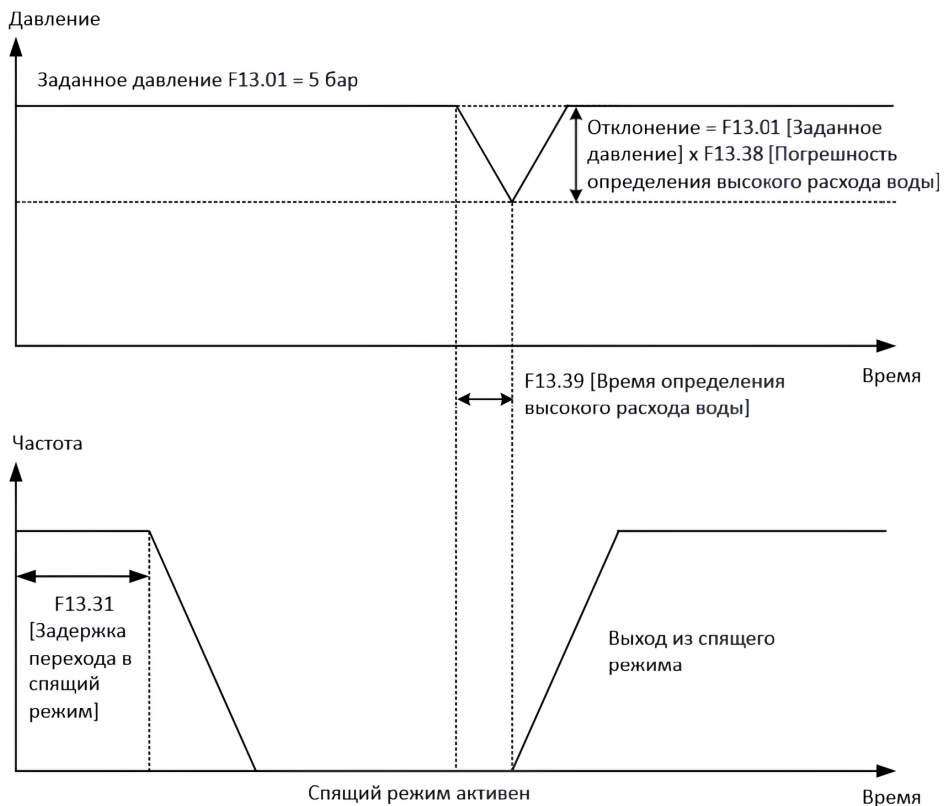 Давление
Заданное давление F13.01 = 5 бар
Отклонение = F13.01 [Заданное
давление] x F13.38 [Погрешность
определения высокого расхода воды]
Время
F13.39 [Время определения
высокого расхода воды]
Частота
F13.31
[Задержка
перехода в
спящий
режим]
Выход из спящего
режима
Спящий режим активен
Время